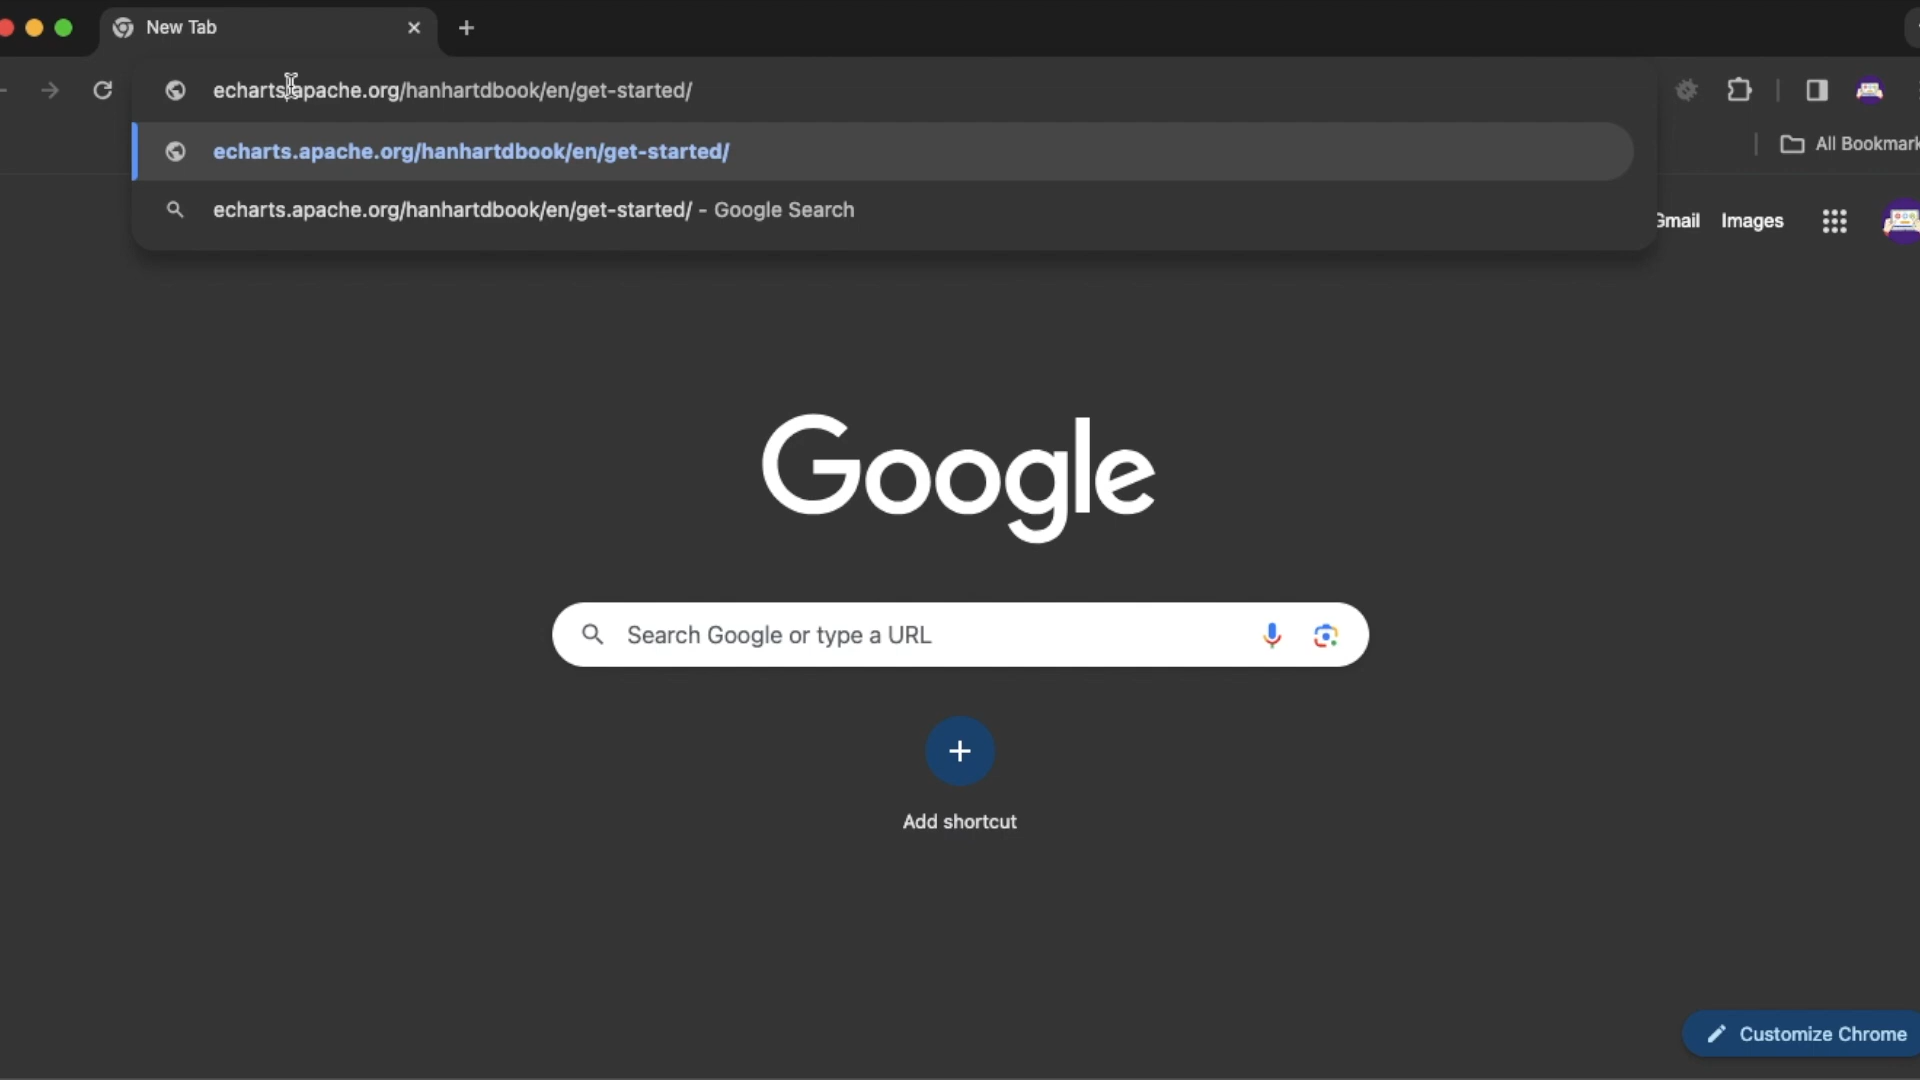 New Tab
echarts.apache.org/hanhartdbook/en/get-started/
echarts.apache.org/hanhartdbook/en/get-started/
All Bookmark
echarts.apache.org/hanhartdbook/en/get-started/ - Google Search
Gmail Images
Google
Search Google or type a URL
Add shortcut
Customize Chrome